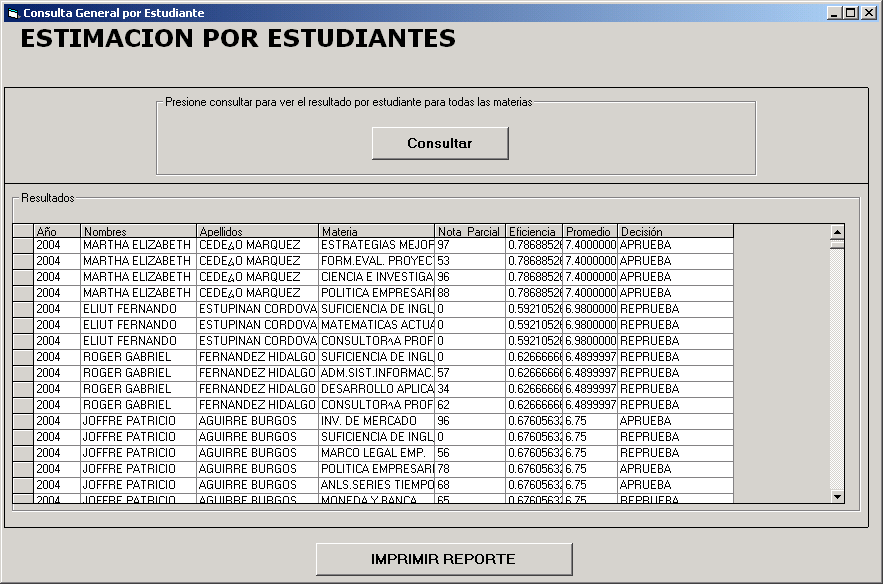 Consulta General por Estudiante
ESTIMACION POR ESTUDIANTES
Presione consultar para ver el resultado por estudiante para todas las materias
Consultar
Resultados
Año Nombres Apellidos Materia Nota_Parcial Eficiencia Promedio Decisión
2004 MARTHA ELIZABETH CEDE¿O MARQUEZ ESTRATEGIAS MEJOR 97 0.7868852 7.4000000 APRUEBA
2004 MARTHA ELIZABETH CEDE¿O MARQUEZ FORM.EVAL. PROYEC 53 0.7868852 7.4000000 APRUEBA
2004 MARTHA ELIZABETH CEDE¿O MARQUEZ CIENCIA E INVESTIGA 96 0.7868852 7.4000000 APRUEBA
2004 MARTHA ELIZABETH CEDE¿O MARQUEZ POLITICA EMPRESARI 88 0.7868852 7.4000000 APRUEBA
2004 ELIUT FERNANDO ESTUPINAN CORDOVA SUFICIENCIA DE INGL 0 0.5921052 6.9800000 REPRUEBA
2004 ELIUT FERNANDO ESTUPINAN CORDOVA MATEMATICAS ACTUA 0 0.5921052 6.9800000 REPRUEBA
2004 ELIUT FERNANDO ESTUPINAN CORDOVA CONSULTOR^A PROF 0 0.5921052 6.9800000 REPRUEBA
2004 ROGER GABRIEL FERNANDEZ HIDALGO SUFICIENCIA DE INGL 0 0.6266666 6.4899997 REPRUEBA
2004 ROGER GABRIEL FERNANDEZ HIDALGO ADM.SIST.INFORMAC. 57 0.6266666 6.4899997 REPRUEBA
2004 ROGER GABRIEL FERNANDEZ HIDALGO DESARROLLO APLICA 34 0.6266666 6.4899997 REPRUEBA
2004 ROGER GABRIEL FERNANDEZ HIDALGO CONSULTOR^A PROF 62 0.6266666 6.4899997 REPRUEBA
2004 JOFFRE PATRICIO AGUIRRE BURGOS INV. DE MERCADO 96 0.6760563 6.75 APRUEBA
2004 JOFFRE PATRICIO AGUIRRE BURGOS SUFICIENCIA DE INGL 0 0.6760563 6.75 REPRUEBA
2004 JOFFRE PATRICIO AGUIRRE BURGOS MARCO LEGAL EMP. 56 0.6760563 6.75 REPRUEBA
2004 JOFFRE PATRICIO AGUIRRE BURGOS POLITICA EMPRESARI 78 0.6760563 6.75 APRUEBA
2004 JOFFRE PATRICIO AGUIRRE BURGOS ANLS.SERIES TIEMPO 68 0.6760563 6.75 APRUEBA
2004 JOFFRE PATRICIO AGUIRRE BURGOS MONEDA Y BANCA 65 0.6760563 6.75 REPRUEBA
IMPRIMIR REPORTE